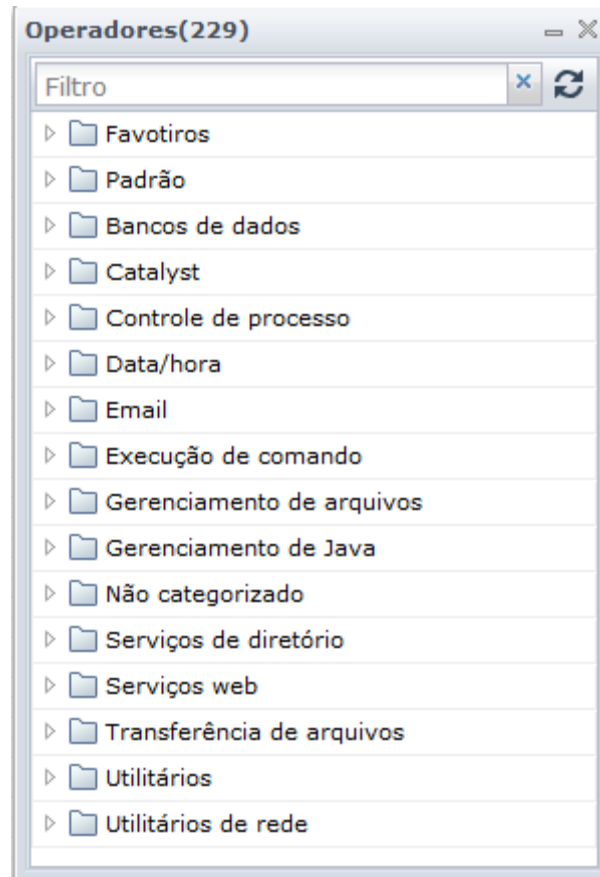 Operadores(229)
Filtro
Favotiros
Padrão
Bancos de dados
Catalyst
Controle de processo
Data/hora
Email
Execução de comando
Gerenciamento de arquivos
Gerenciamento de Java
Não categorizado
Serviços de diretório
Serviços web
Transferência de arquivos
Utilitários
Utilitários de rede